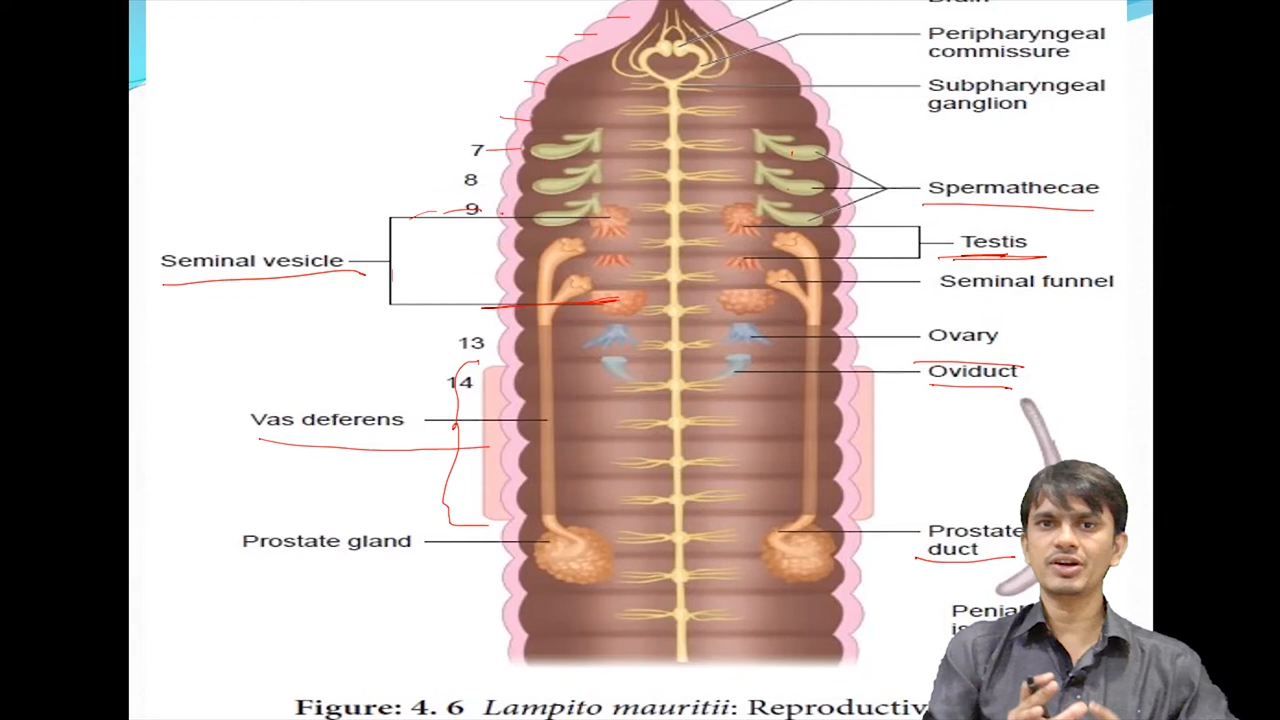 Peripharyngeal
commissure
Subpharyngeal
ganglion
7
8
Spermathecae
9
Testis
Seminal vesicle
Seminal funnel
Ovary
13
Oviduct
14
Vas deferens
Prostate
duct
Prostate gland
Penial
Figure: 4. 6 Lampito mauritii: Reproductiv